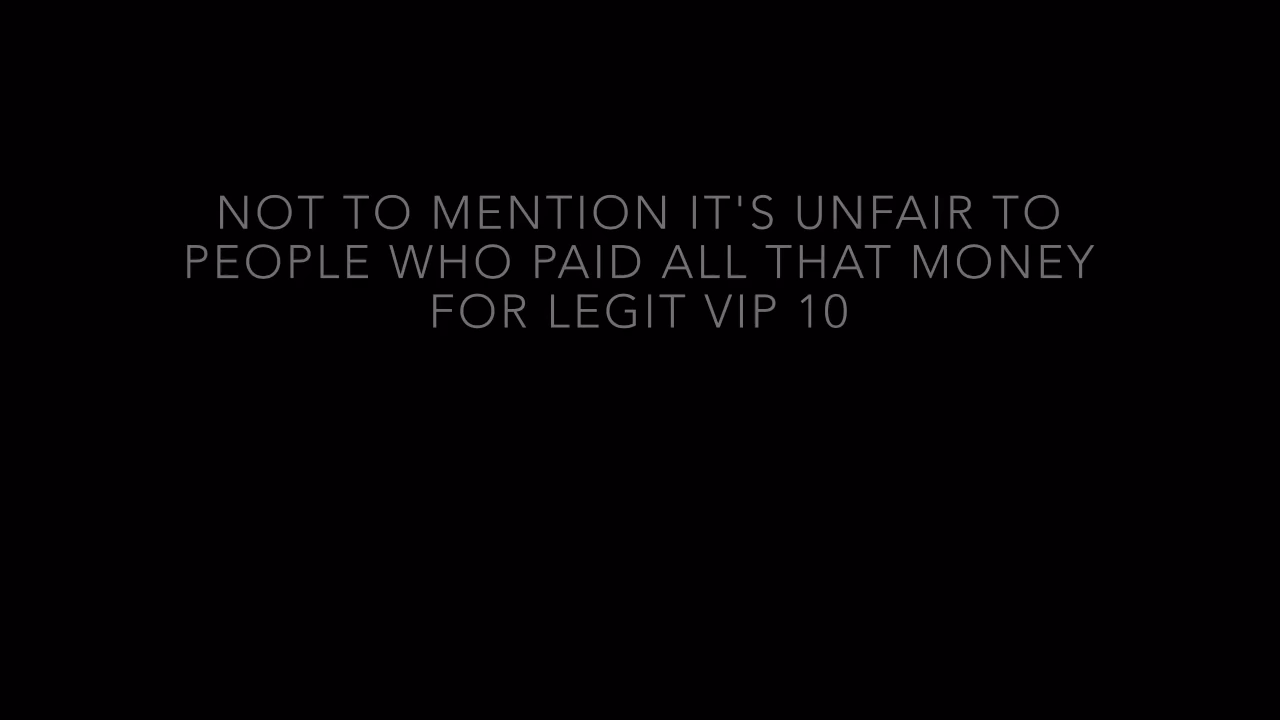 NOT TO MENTION IT'S UNFAIR TO
PEOPLE WHO PAID ALL THAT MONEY
FOR LEGIT VIP 10